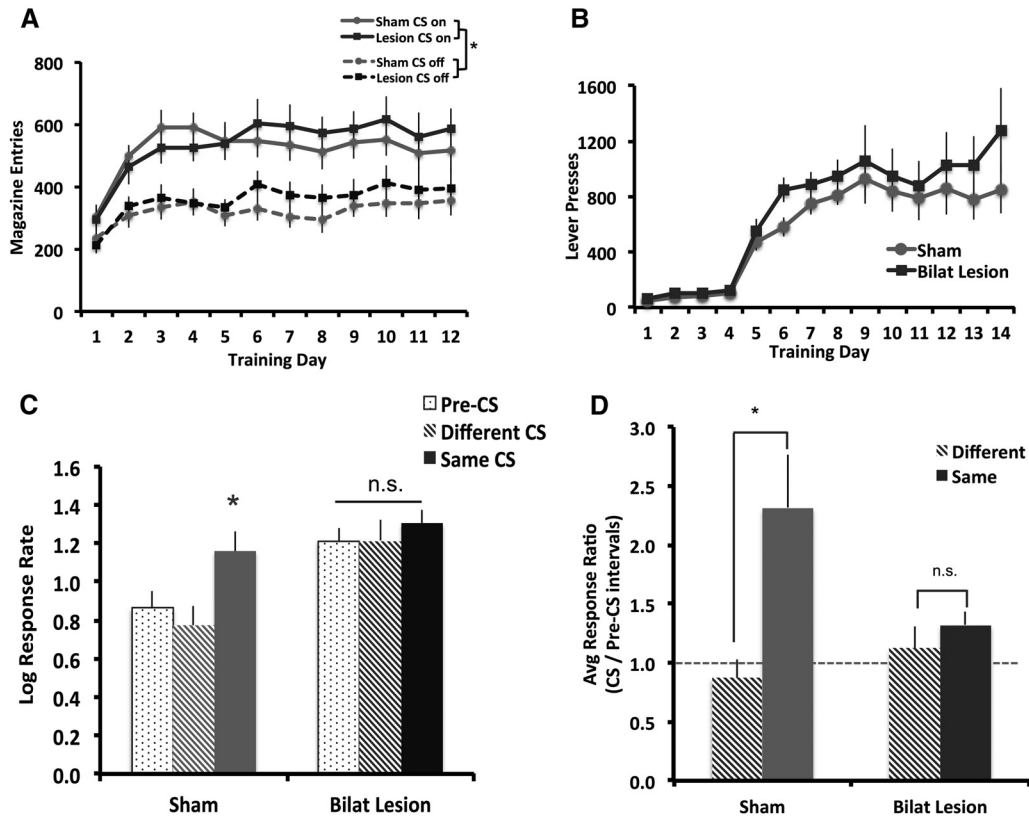 A
Sham CS on
Lesion CS on
Sham CS off
Lesion CS off
*
Magazine Entries
800
600
400
200
0
1 2 3 4 5 6 7 8 9 10 11 12
Training Day
B
Lever Presses
1600
1200
800
400
0
Sham
Bilat Lesion
1 2 3 4 5 6 7 8 9 10 11 12 13 14
Training Day
C
Pre-CS
Different CS
Same CS
Log Response Rate
1.6
1.4
1.2
1.0
0.8
0.6
0.4
0.2
0.0
*
n.s.
Sham Bilat Lesion
D
Different
Same
Avg Response Ratio
(CS / Pre-CS intervals)
3.0
2.5
2.0
1.5
1.0
0.5
0.0
*
n.s.
Sham Bilat Lesion